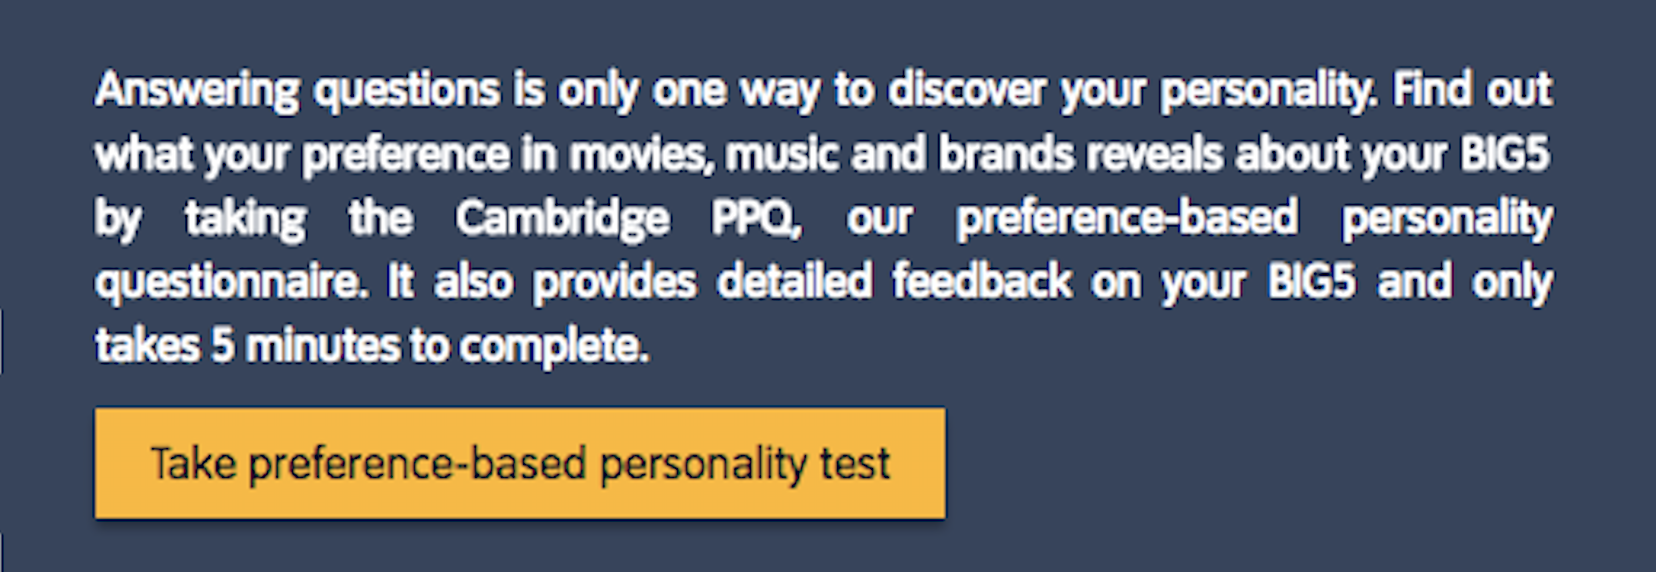 Answering questions is only one way to discover your personality. Find out
what your preference in movies, music and brands reveals about your BIG5
by taking the Cambridge PPQ, our preference-based personality
questionnaire. It also provides detailed feedback on your BIG5 and only
takes 5 minutes to complete.
Take preference-based personality test